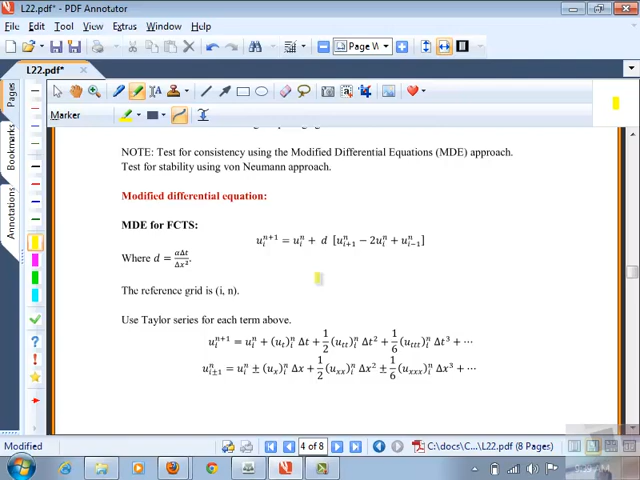 L22.pdf* - PDF Annotator
File Edit Tool View Extras Window Help
Page W
L22.pdf*
Marker
Pages
Bookmarks
Annotations
NOTE: Test for consistency using the Modified Differential Equations (MDE) approach.
Test for stability using von Neumann approach.
Modified differential equation:
MDE for FCTS:
u_i^{n+1} = u_i^n + d [u_{i+1}^n − 2u_i^n + u_{i−1}^n]
Where d = αΔt/Δx².
The reference grid is (i, n).
Use Taylor series for each term above.
u_i^{n+1} = u_i^n + (u_t)_i^n Δt + 1/2 (u_tt)_i^n Δt² + 1/6 (u_ttt)_i^n Δt³ + ⋯
u_{i±1}^n = u_i^n ± (u_x)_i^n Δx + 1/2 (u_xx)_i^n Δx² ± 1/6 (u_xxx)_i^n Δx³ + ⋯
Modified
4 of 8
C:\docs\C...\L22.pdf (8 Pages)